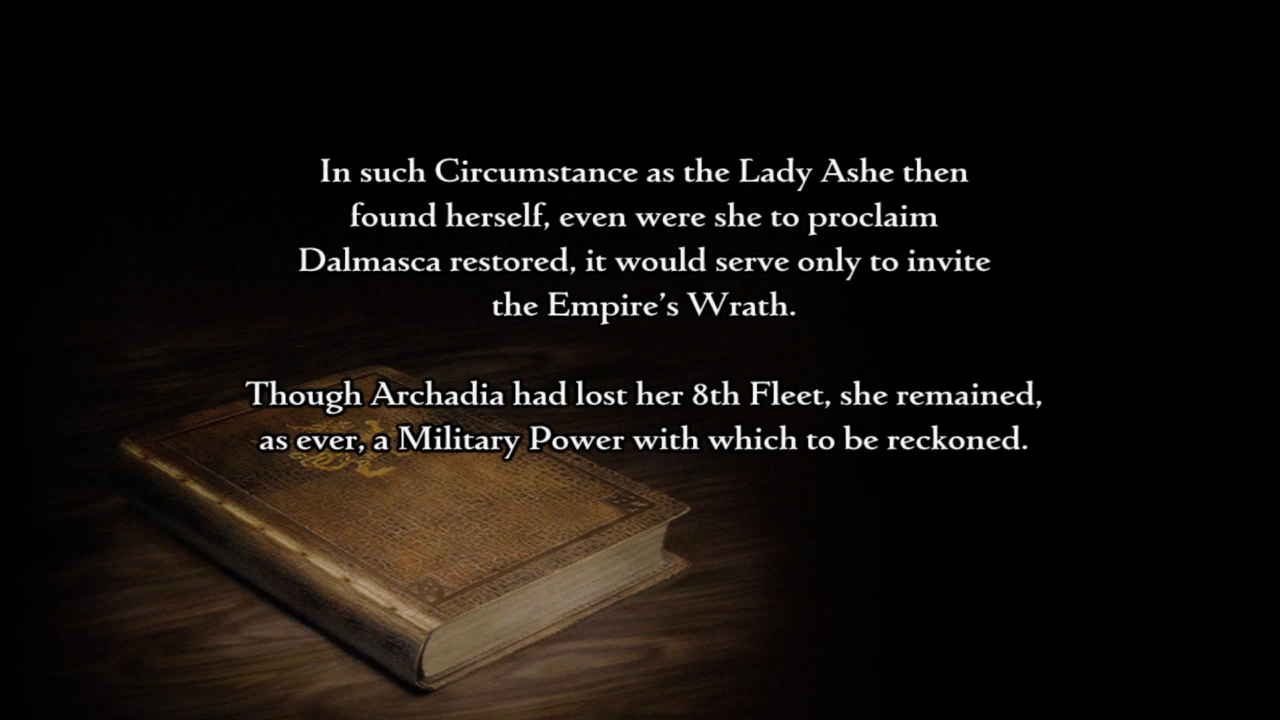 In such Circumstance as the Lady Ashe then
found herself, even were she to proclaim
Dalmasca restored, it would serve only to invite
the Empire's Wrath.
Though Archadia had lost her 8th Fleet, she remained,
as ever, a Military Power with which to be reckoned.